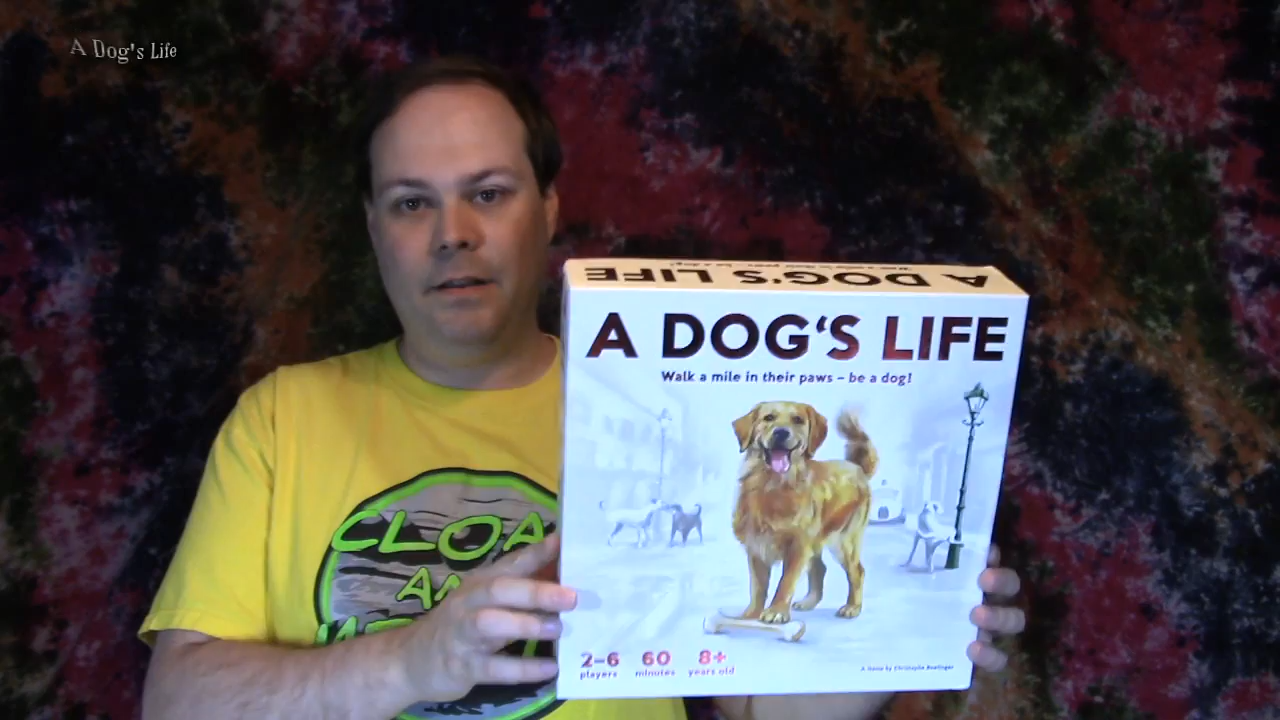 A Dog's Life
A DOG'S LIFE
A DOG‘S LIFE
Walk a mile in their paws – be a dog!
CLOA
2–6 60 8+
players minutes years old
A Game by Christophe Boelinger